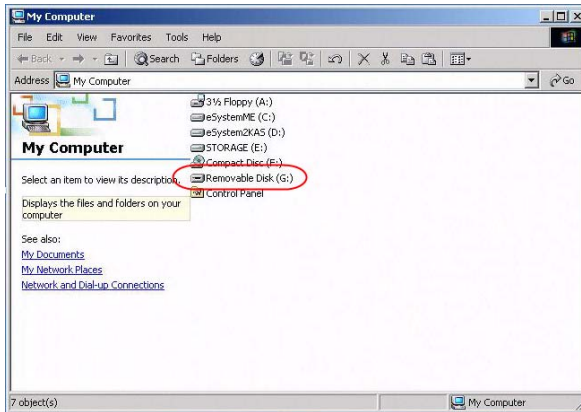 My Computer
File Edit View Favorites Tools Help
Back Search Folders
Address My Computer Go
3½ Floppy (A:)
eSystemME (C:)
eSystem2KAS (D:)
STORAGE (E:)
Compact Disc (F:)
Removable Disk (G:)
Control Panel
My Computer
Select an item to view its description.
Displays the files and folders on your
computer
See also:
My Documents
My Network Places
Network and Dial-up Connections
7 object(s) My Computer